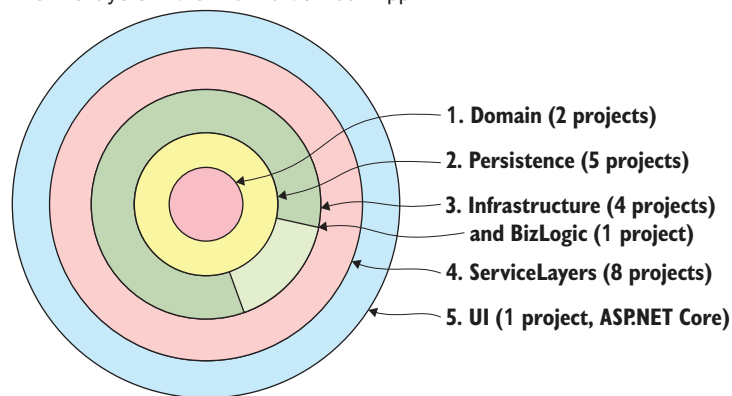 1. Domain (2 projects)
2. Persistence (5 projects)
3. Infrastructure (4 projects)
and BizLogic (1 project)
4. ServiceLayers (8 projects)
5. UI (1 project, ASP.NET Core)